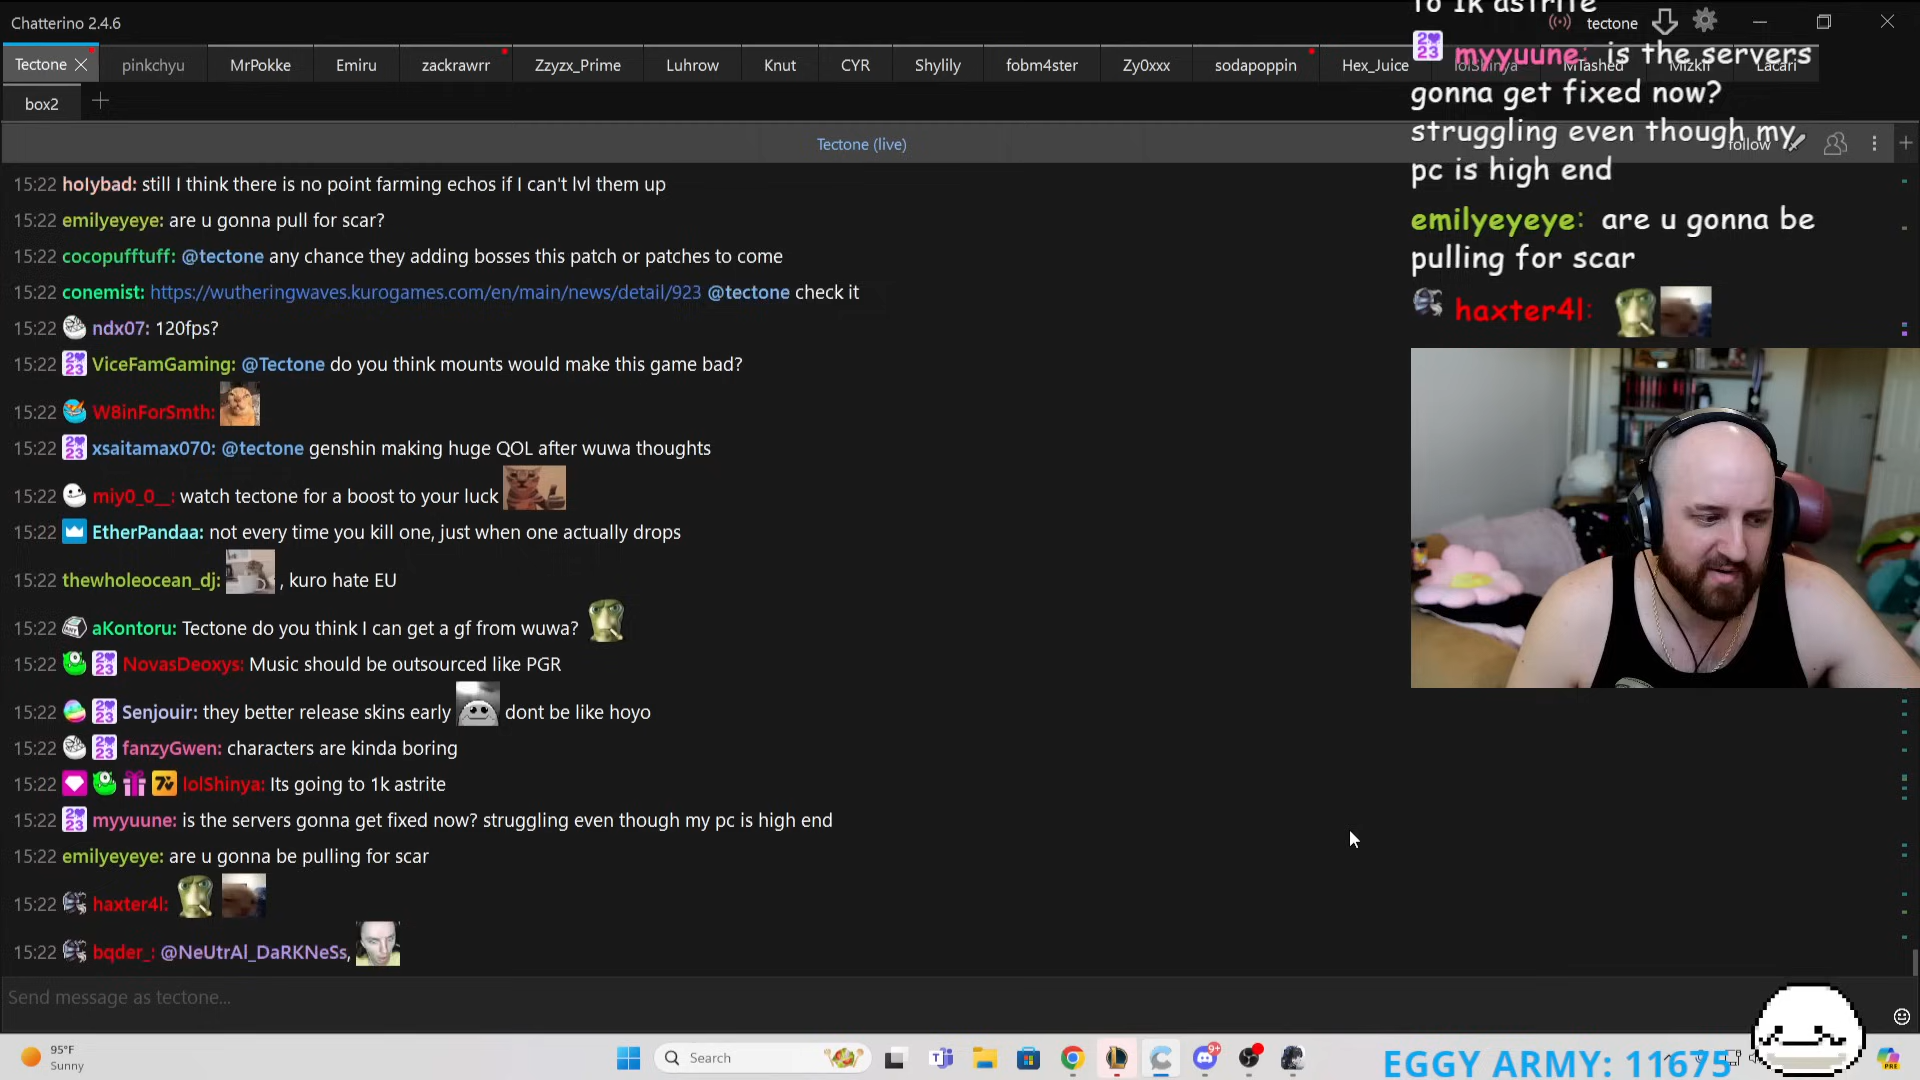 Chatterino 2.4.6
tectone
Tectone
pinkchyu
MrPokke
Emiru
zackrawrr
Zzyzx_Prime
Luhrow
Knut
CYR
Shylily
fobm4ster
Zy0xxx
sodapoppin
Hex_Juice
lolShinya
MTashed
Mizkif
Lacari
box2
Tectone (live)
follow
15:22 holybad: still I think there is no point farming echos if I can't lvl them up
15:22 emilyeyeye: are u gonna pull for scar?
15:22 cocopufftuff: @tectone any chance they adding bosses this patch or patches to come
15:22 conemist: https://wutheringwaves.kurogames.com/en/main/news/detail/923 @tectone check it
15:22 ndx07: 120fps?
15:22 ViceFamGaming: @Tectone do you think mounts would make this game bad?
15:22 W8inForSmth:
15:22 xsaitamax070: @tectone genshin making huge QOL after wuwa thoughts
15:22 miy0_0__: watch tectone for a boost to your luck
15:22 EtherPandaa: not every time you kill one, just when one actually drops
15:22 thewholeocean_dj: , kuro hate EU
15:22 aKontoru: Tectone do you think I can get a gf from wuwa?
15:22 NovasDeoxys: Music should be outsourced like PGR
15:22 Senjouir: they better release skins early dont be like hoyo
15:22 fanzyGwen: characters are kinda boring
15:22 lolShinya: Its going to 1k astrite
15:22 myyuune: is the servers gonna get fixed now? struggling even though my pc is high end
15:22 emilyeyeye: are u gonna be pulling for scar
15:22 haxter4l:
15:22 bqder_: @NeUtrAl_DaRKNeSs,
Send message as tectone...
to 1k astrite
myyuune: is the servers
gonna get fixed now?
struggling even though my
pc is high end
emilyeyeye: are u gonna be
pulling for scar
haxter4l:
95°F
Sunny
Search
9+
EGGY ARMY: 11675
PRE